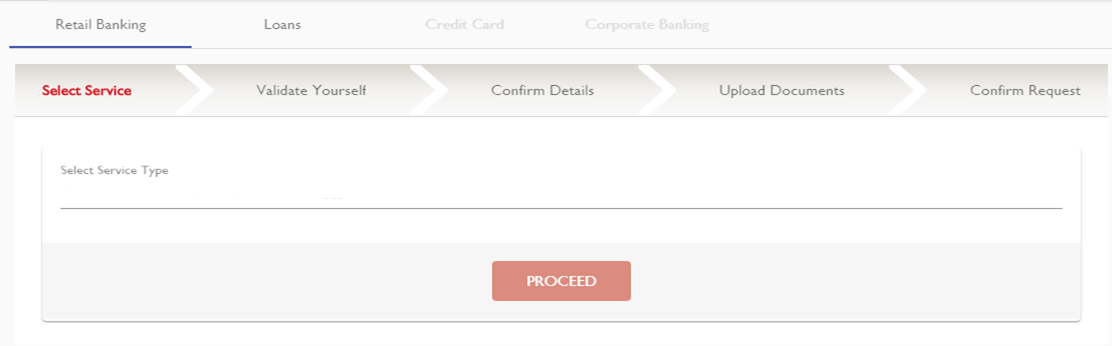 Retail Banking Loans Credit Card Corporate Banking
Select Service Validate Yourself Confirm Details Upload Documents Confirm Request
Select Service Type
PROCEED